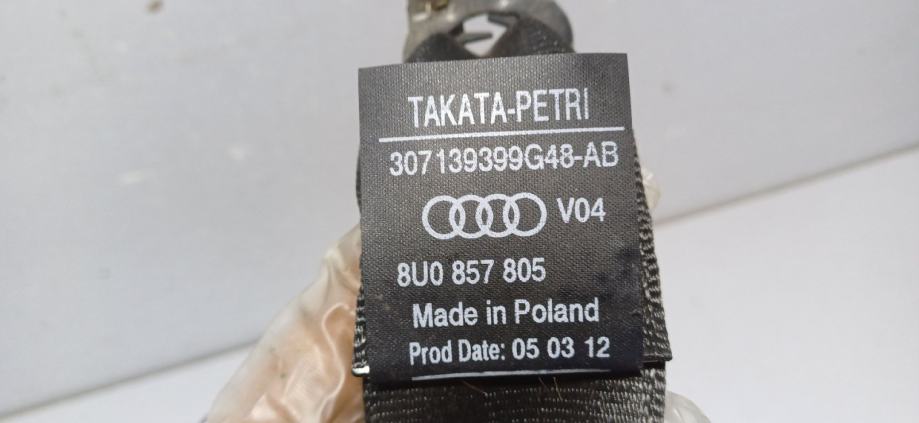 TAKATA-PETRI
307139399G48-AB
V04
8U0 857 805
Made in Poland
Prod Date: 05 03 12